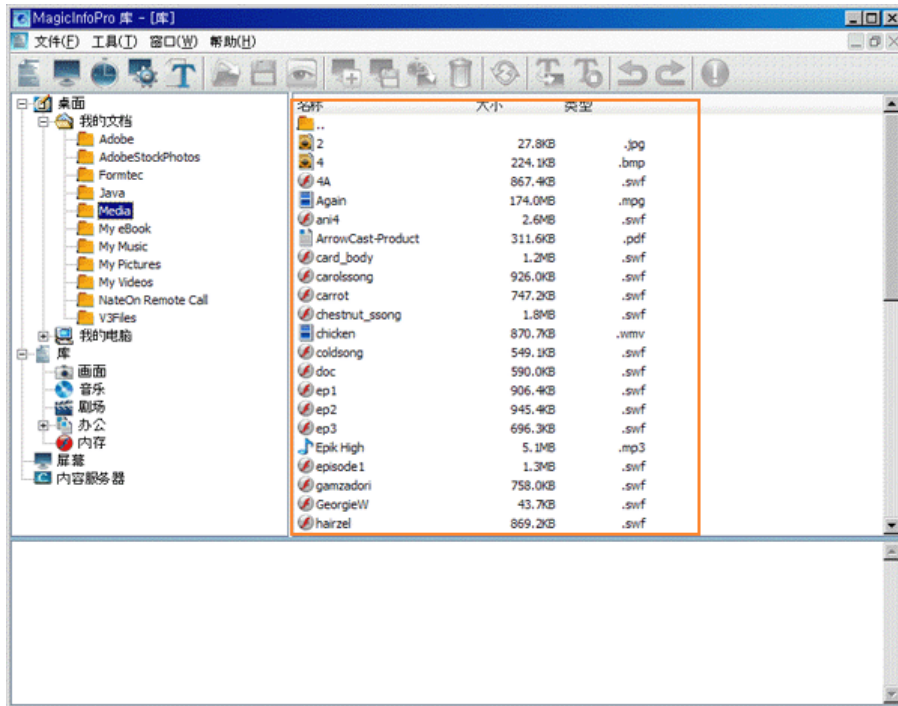 MagicInfoPro 库 - [库]
文件(F) 工具(T) 窗口(W) 帮助(H)
桌面
我的文档
Adobe
AdobeStockPhotos
Formtec
Java
Media
My eBook
My Music
My Pictures
My Videos
NateOn Remote Call
V3Files
我的电脑
库
画面
音乐
剧场
办公
内存
屏幕
内容服务器
名称 大小 类型
..
2 27.8KB .jpg
4 224.1KB .bmp
4A 867.4KB .swf
Again 174.0MB .mpg
ani4 2.6MB .swf
ArrowCast-Product 311.6KB .pdf
card_body 1.2MB .swf
carolssong 926.0KB .swf
carrot 747.2KB .swf
chestnut_ssong 1.8MB .swf
chicken 870.7KB .wmv
coldsong 549.1KB .swf
doc 590.0KB .swf
ep1 906.4KB .swf
ep2 945.4KB .swf
ep3 696.3KB .swf
Epik High 5.1MB .mp3
episode1 1.3MB .swf
gamzadori 758.0KB .swf
GeorgieW 43.7KB .swf
hairzel 869.2KB .swf